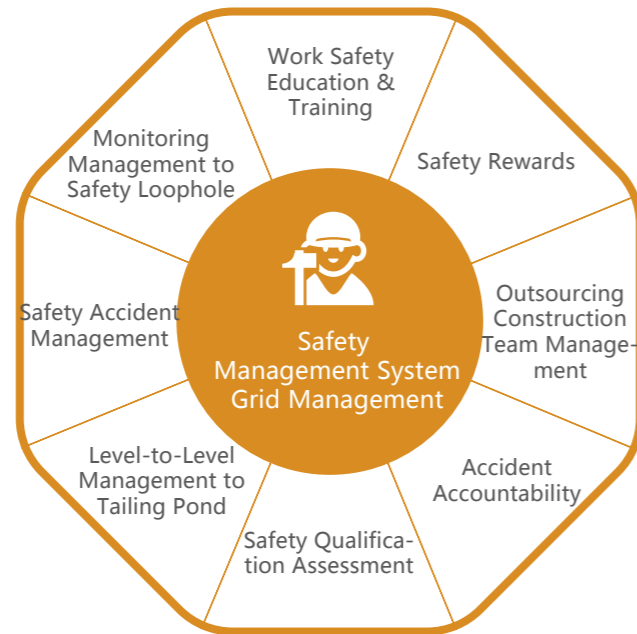 Work Safety
Education &
Training
Safety Rewards
Outsourcing
Construction
Team Manage-
ment
Accident
Accountability
Safety Qualifica-
tion Assessment
Level-to-Level
Management to
Tailing Pond
Safety Accident
Management
Monitoring
Management to
Safety Loophole
Safety
Management System
Grid Management